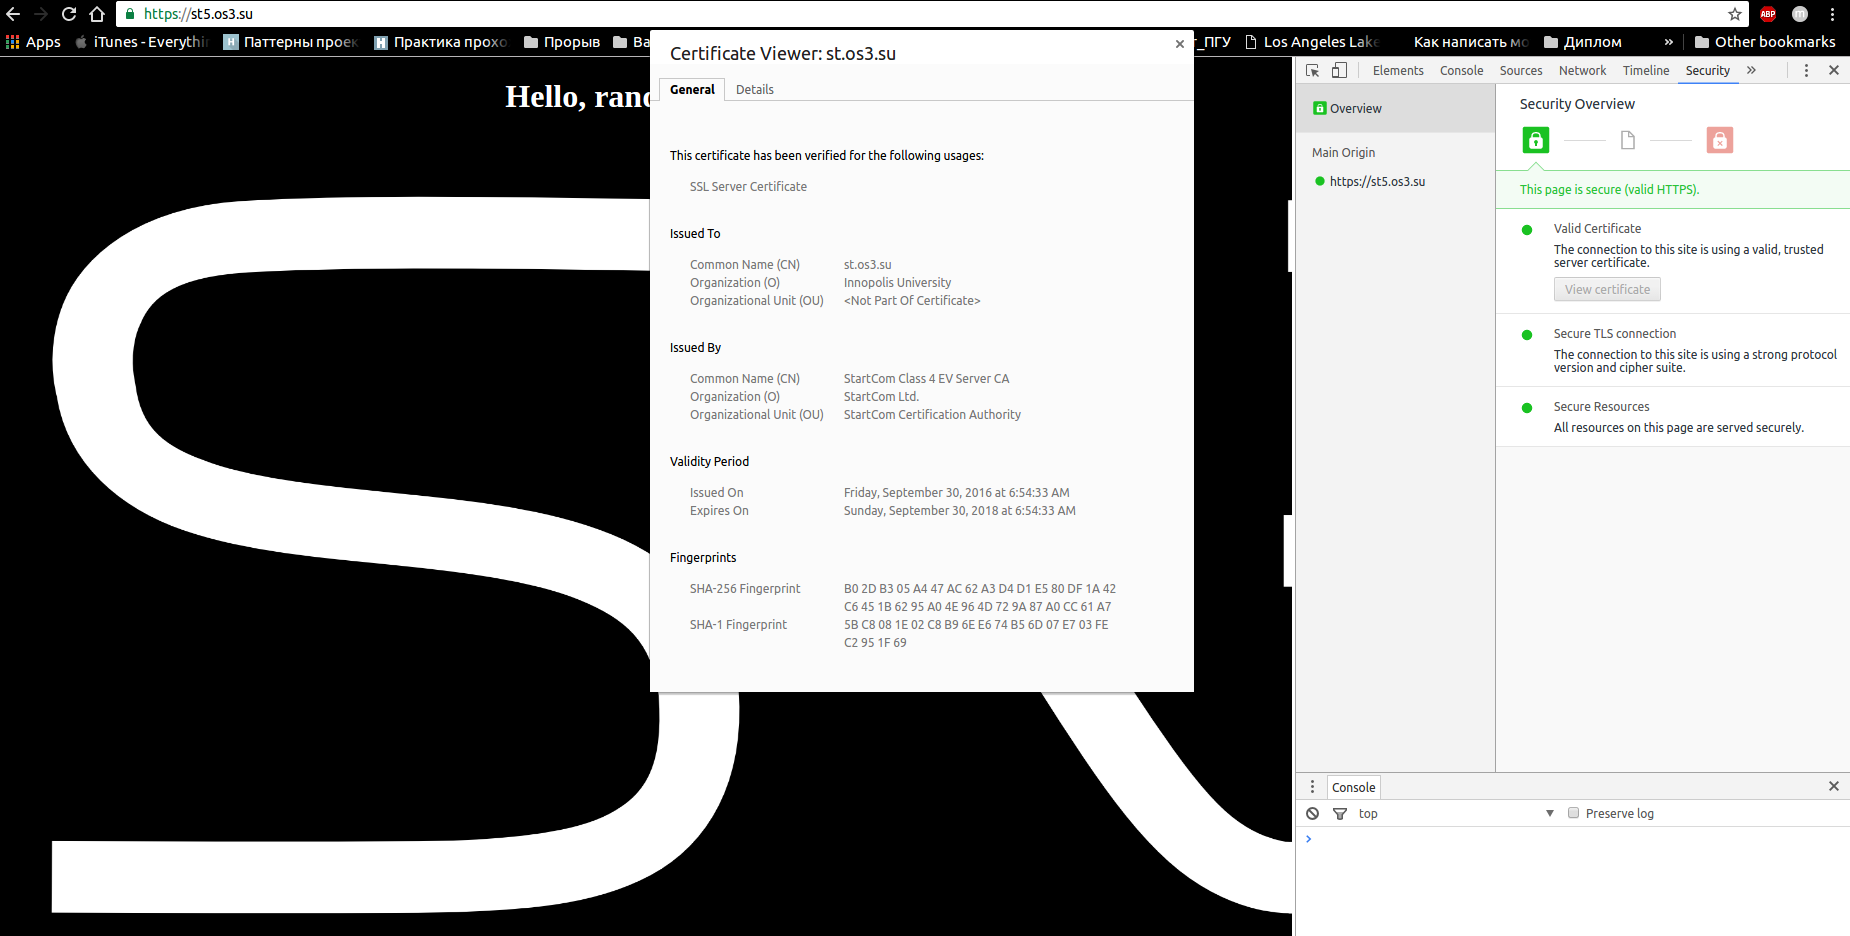 https://st5.os3.su
Apps iTunes - Everythin Паттерны проек Практика прохо Прорыв Ba т_ПГУ Los Angeles Lake Как написать мо Диплом » Other bookmarks
Hello, ran
Certificate Viewer: st.os3.su
General Details
This certificate has been verified for the following usages:
SSL Server Certificate
Issued To
Common Name (CN) st.os3.su
Organization (O) Innopolis University
Organizational Unit (OU) <Not Part Of Certificate>
Issued By
Common Name (CN) StartCom Class 4 EV Server CA
Organization (O) StartCom Ltd.
Organizational Unit (OU) StartCom Certification Authority
Validity Period
Issued On Friday, September 30, 2016 at 6:54:33 AM
Expires On Sunday, September 30, 2018 at 6:54:33 AM
Fingerprints
SHA-256 Fingerprint B0 2D B3 05 A4 47 AC 62 A3 D4 D1 E5 80 DF 1A 42
C6 45 1B 62 95 A0 4E 96 4D 72 9A 87 A0 CC 61 A7
SHA-1 Fingerprint 5B C8 08 1E 02 C8 B9 6E E6 74 B5 6D 07 E7 03 FE
C2 95 1F 69
Elements Console Sources Network Timeline Security »
Overview
Main Origin
https://st5.os3.su
Security Overview
This page is secure (valid HTTPS).
Valid Certificate
The connection to this site is using a valid, trusted
server certificate.
View certificate
Secure TLS connection
The connection to this site is using a strong protocol
version and cipher suite.
Secure Resources
All resources on this page are served securely.
Console
top Preserve log